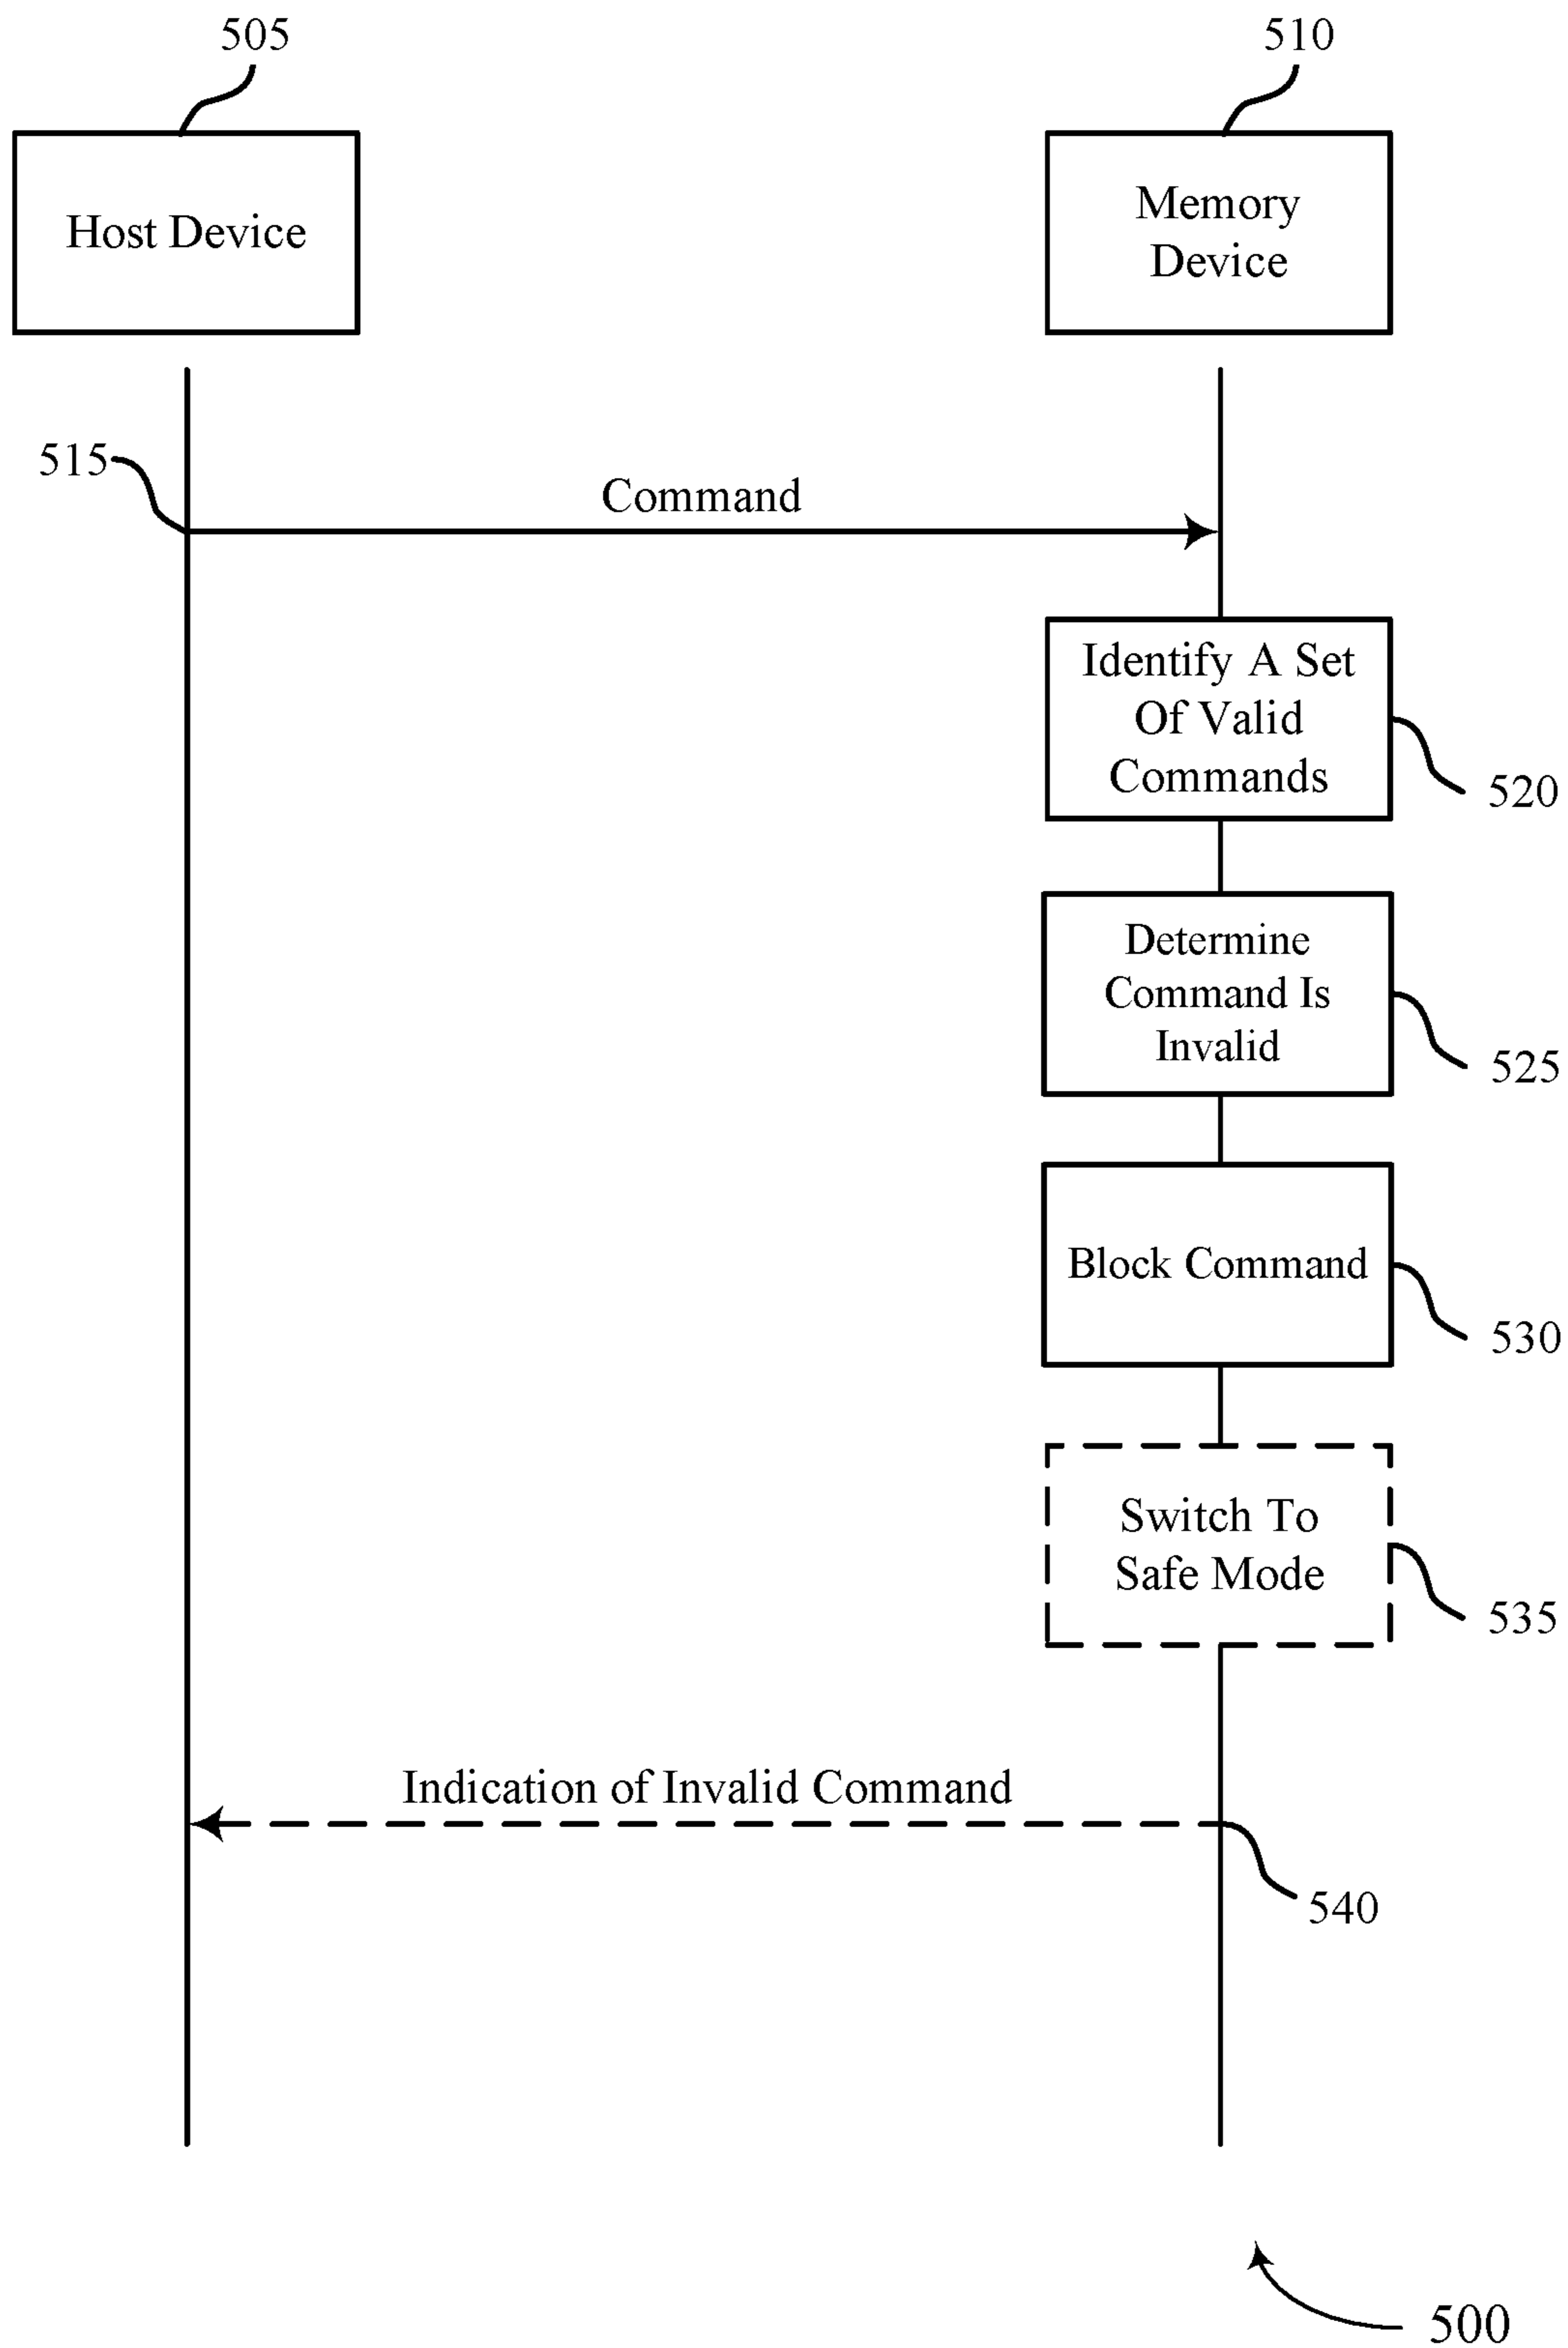 505
510
Host Device
Memory
Device
515
Command
Identify A Set
Of Valid
Commands
520
Determine
Command Is
Invalid
525
Block Command
530
Switch To
Safe Mode
535
Indication of Invalid Command
540
500